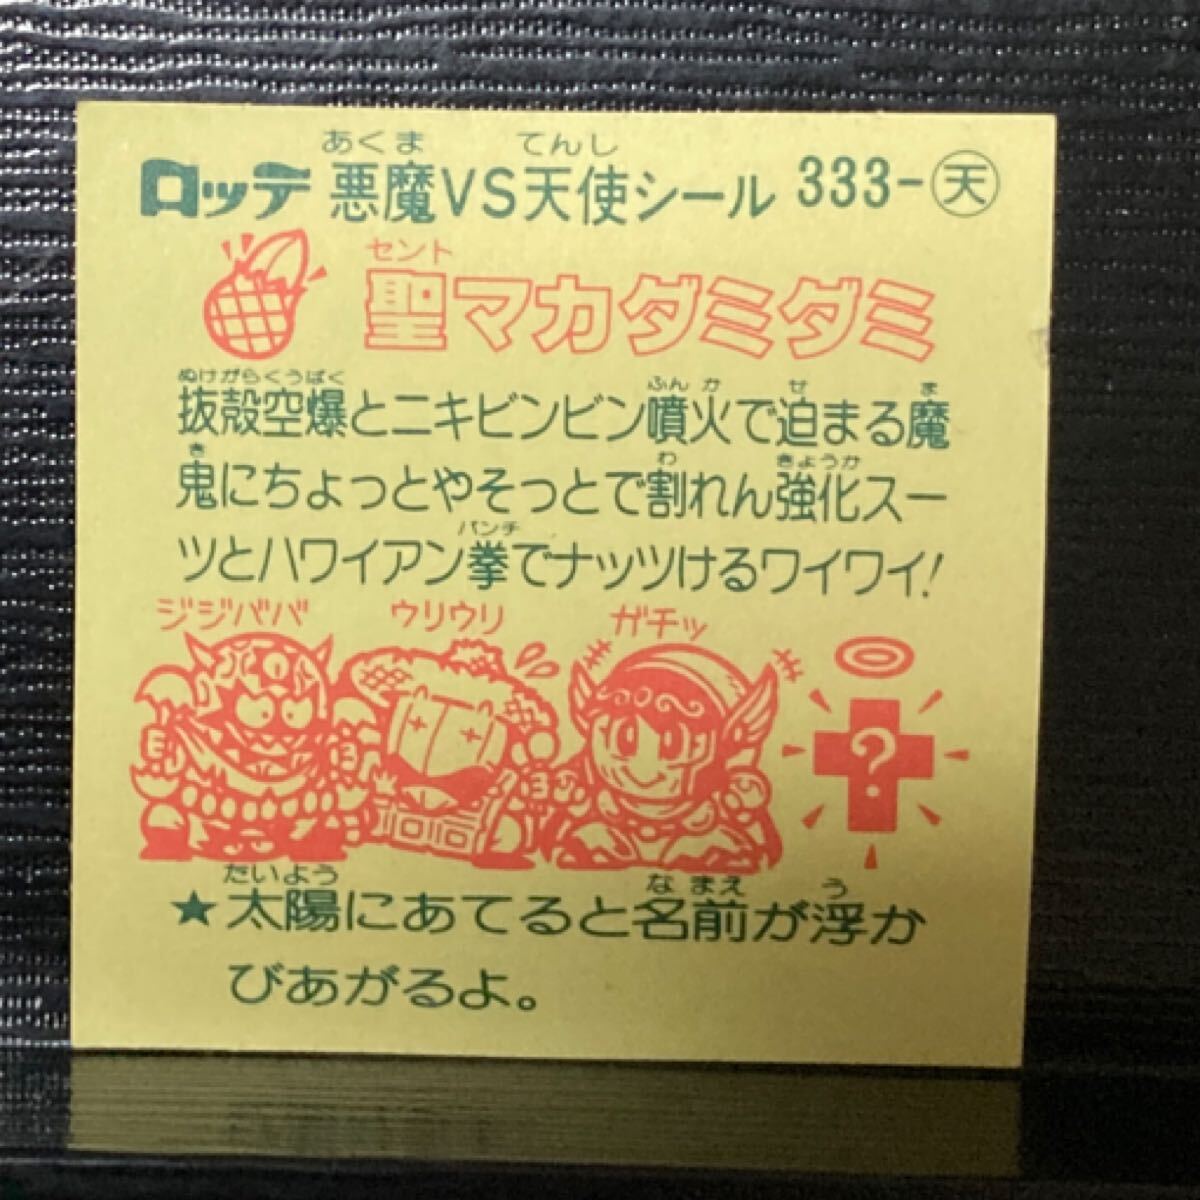 あくま てんし
ロッテ 悪魔VS天使シール 333-天
セント
聖マカダミダミ
ぬけがらくうばく ふんか せ ま
抜殻空爆とニキビンビン噴火で迫まる魔
き わ きょうか
鬼にちょっとやそっとで割れん強化スー
パンチ
ツとハワイアン拳でナッツけるワイワイ!
ジジババ ウリウリ ガチッ
?
たいよう なまえ う
★太陽にあてると名前が浮か
びあがるよ。